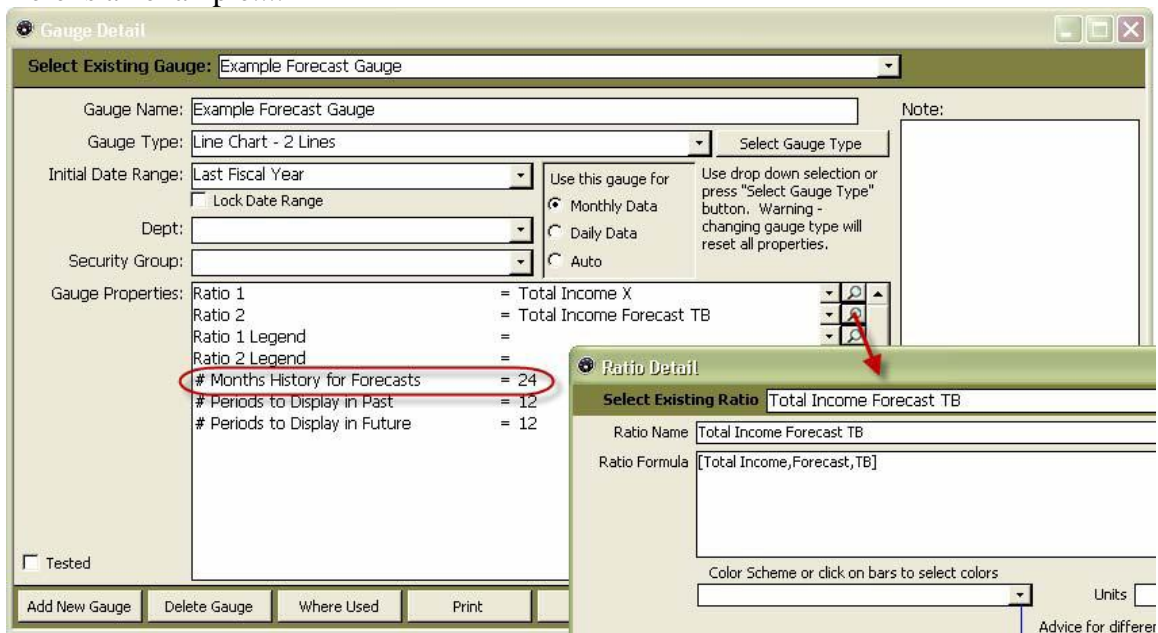 Gauge Detail
Select Existing Gauge: Example Forecast Gauge
Gauge Name: Example Forecast Gauge
Note:
Gauge Type: Line Chart - 2 Lines
Select Gauge Type
Initial Date Range: Last Fiscal Year
Lock Date Range
Dept:
Security Group:
Use this gauge for
Monthly Data
Daily Data
Auto
Use drop down selection or
press "Select Gauge Type"
button. Warning -
changing gauge type will
reset all properties.
Gauge Properties: Ratio 1 = Total Income X
Ratio 2 = Total Income Forecast TB
Ratio 1 Legend =
Ratio 2 Legend =
# Months History for Forecasts = 24
# Periods to Display in Past = 12
# Periods to Display in Future = 12
Tested
Add New Gauge Delete Gauge Where Used Print
Ratio Detail
Select Existing Ratio Total Income Forecast TB
Ratio Name Total Income Forecast TB
Ratio Formula [Total Income,Forecast,TB]
Color Scheme or click on bars to select colors
Units
Advice for differen